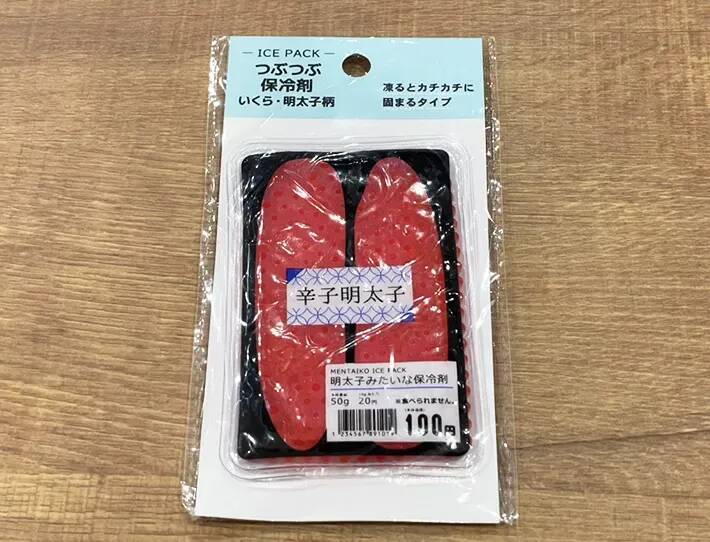 — ICE PACK —
つぶつぶ
保冷剤
いくら・明太子柄
凍るとカチカチに
固まるタイプ
辛子明太子
MENTAIKO ICE PACK
明太子みたいな保冷剤
50g 20円
※食べられません。
100円